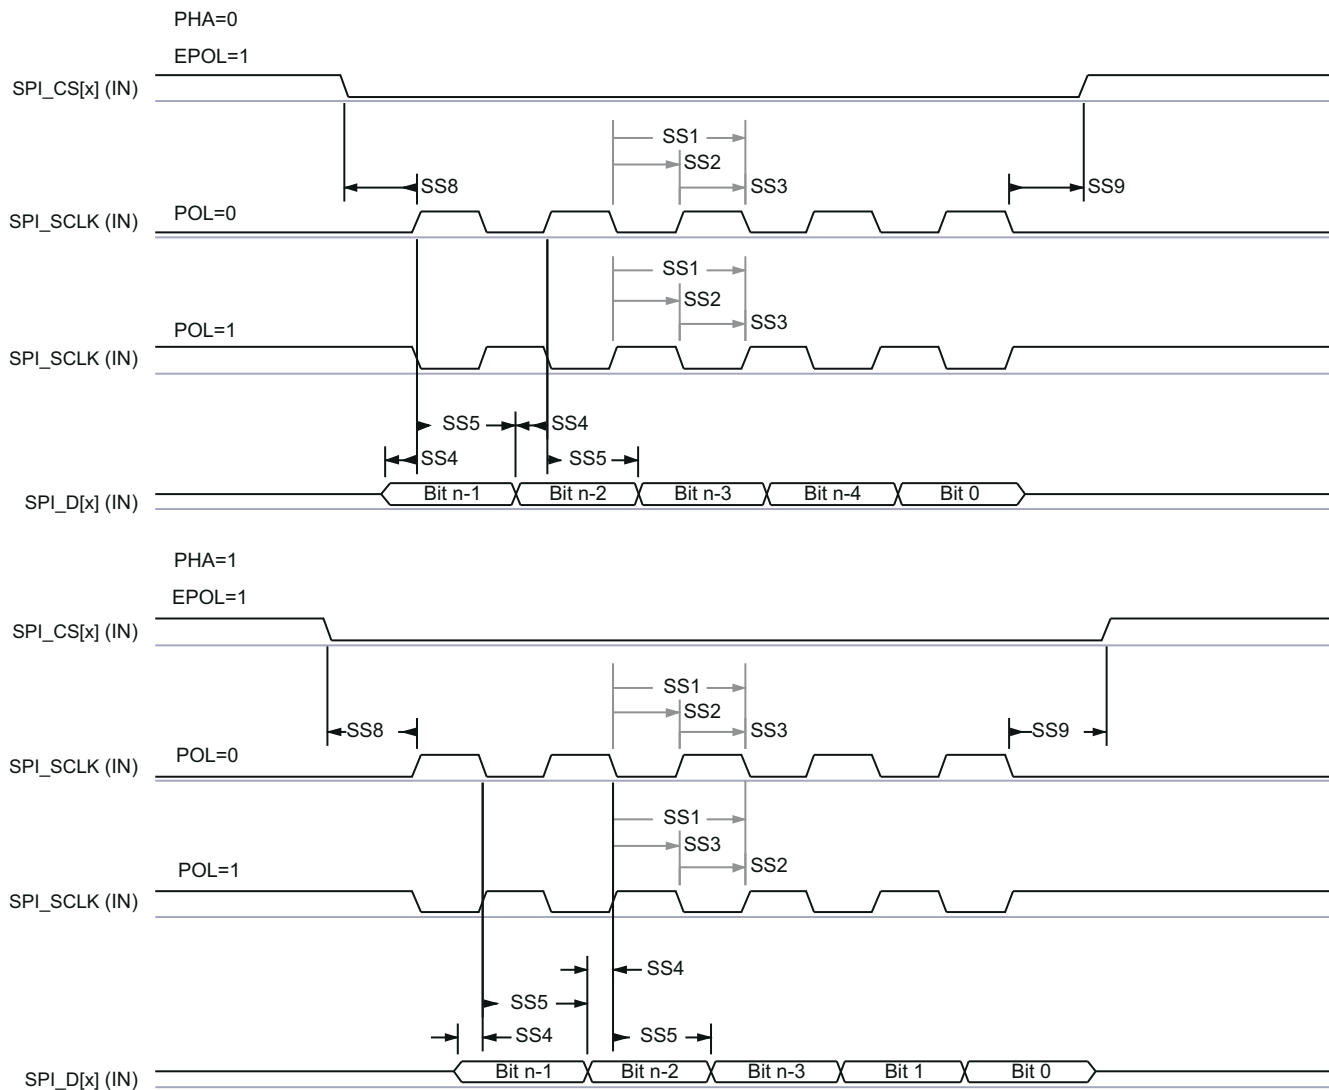 PHA=0
EPOL=1
SPI_CS[x] (IN)
SS1
SS2
SS8 SS3 SS9
POL=0
SPI_SCLK (IN)
SS1
SS2
SS3
POL=1
SPI_SCLK (IN)
SS5 SS4
SS4 SS5
SPI_D[x] (IN) Bit n-1 Bit n-2 Bit n-3 Bit n-4 Bit 0
PHA=1
EPOL=1
SPI_CS[x] (IN)
SS1
SS2
SS8 SS3 SS9
POL=0
SPI_SCLK (IN)
SS1
SS3
SS2
POL=1
SPI_SCLK (IN)
SS4
SS5
SS4 SS5
SPI_D[x] (IN) Bit n-1 Bit n-2 Bit n-3 Bit 1 Bit 0